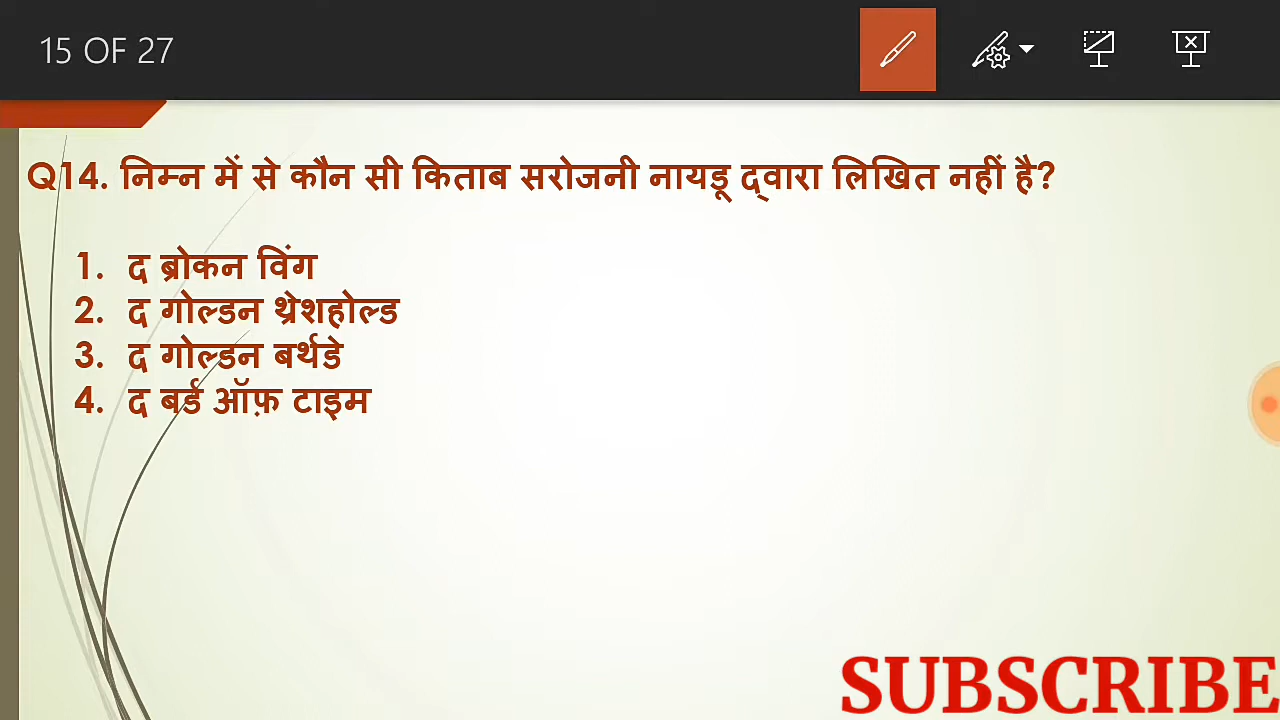 15 OF 27
Q14. निम्न में से कौन सी किताब सरोजनी नायडू द्वारा लिखित नहीं है?
1. द ब्रोकन विंग
2. द गोल्डन थ्रेशहोल्ड
3. द गोल्डन बर्थडे
4. द बर्ड ऑफ़ टाइम
SUBSCRIBE